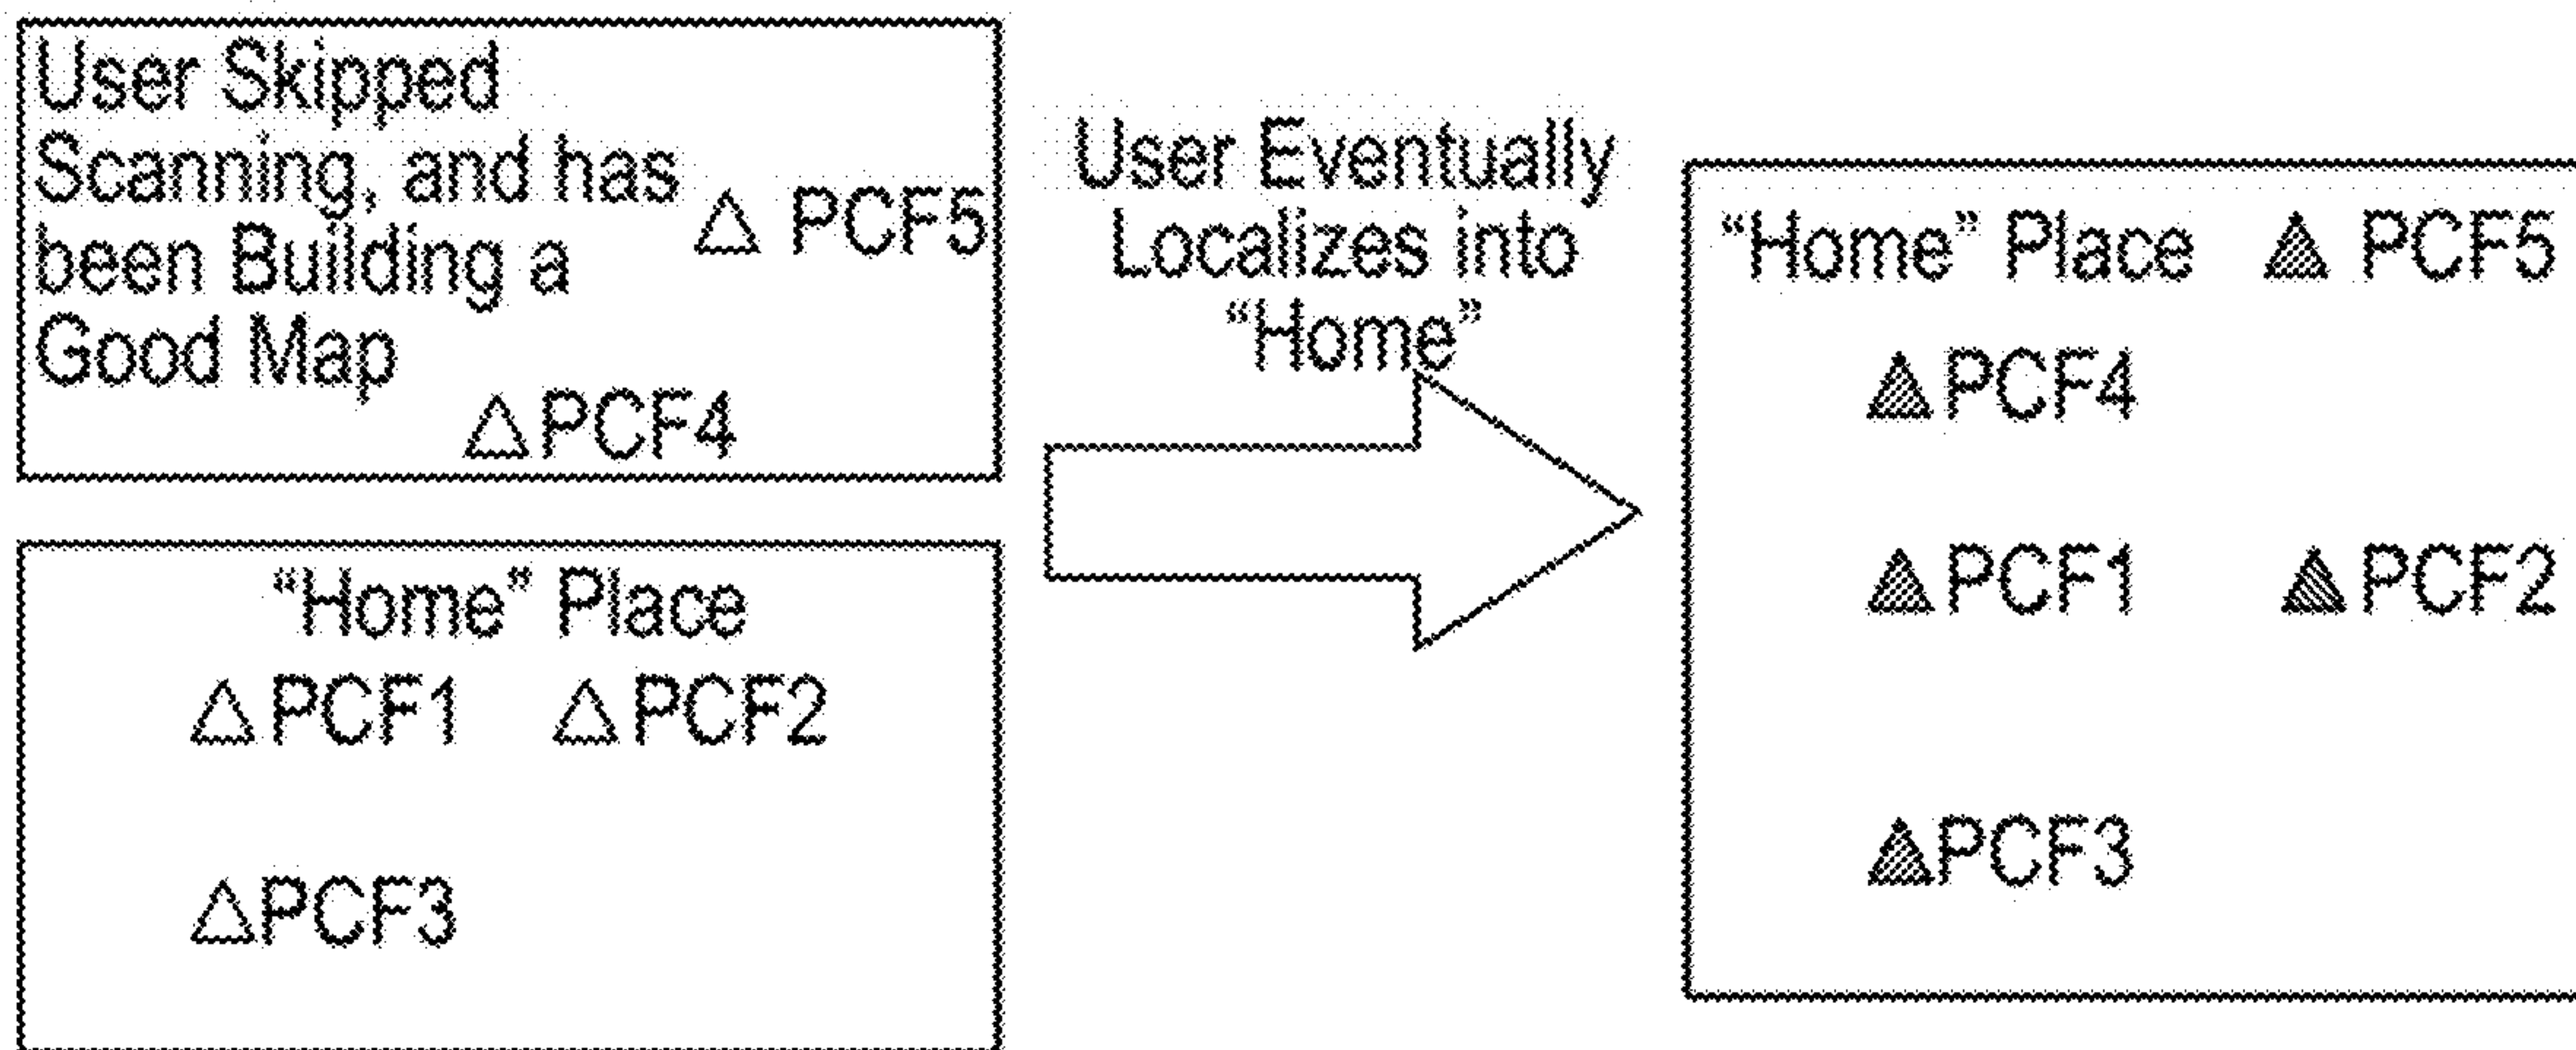 User Skipped
Scanning, and has
been Building a
Good Map
△ PCF5
△ PCF4
"Home" Place
△ PCF1 △ PCF2
△ PCF3
User Eventually
Localizes into
"Home"
"Home" Place ▲ PCF5
▲ PCF4
▲ PCF1 ▲ PCF2
▲ PCF3